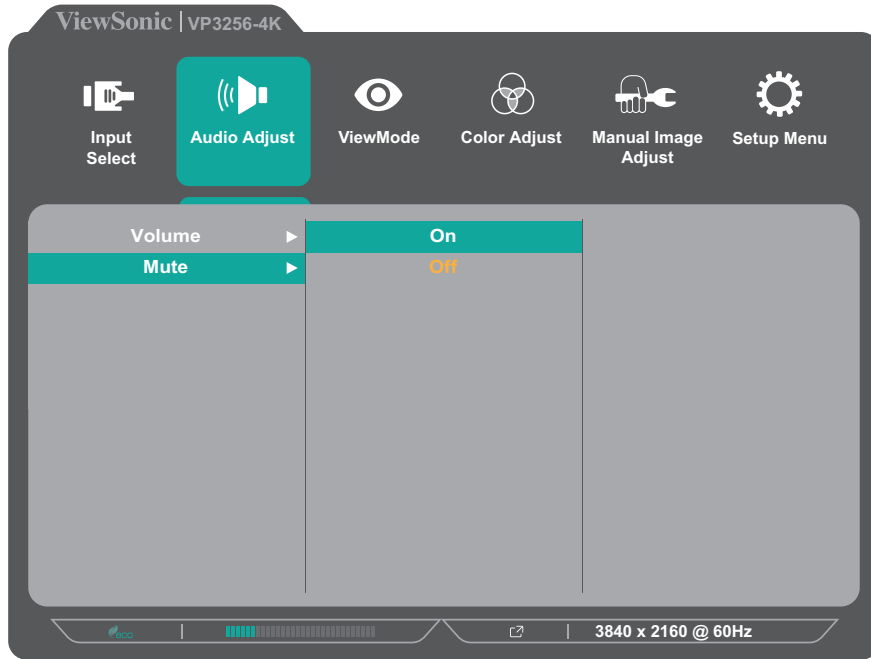 ViewSonic | VP3256-4K
Input
Select
Audio Adjust
ViewMode
Color Adjust
Manual Image
Adjust
Setup Menu
Volume
On
Mute
Off
eco
3840 x 2160 @ 60Hz